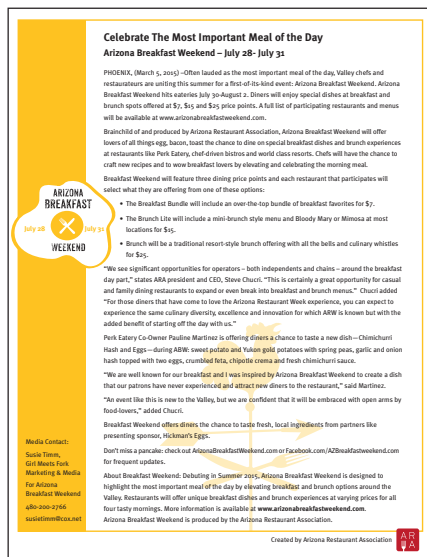 Celebrate The Most Important Meal of the Day
Arizona Breakfast Weekend – July 28- July 31
PHOENIX, (March 5, 2015) –Often lauded as the most important meal of the day, Valley chefs and
restaurateurs are uniting this summer for a first-of-its-kind event: Arizona Breakfast Weekend. Arizona
Breakfast Weekend hits eateries July 30-August 2. Diners will enjoy special dishes at breakfast and
brunch spots offered at $7, $15 and $25 price points. A full list of participating restaurants and menus
will be available at www.arizonabreakfastweekend.com.
Brainchild of and produced by Arizona Restaurant Association, Arizona Breakfast Weekend will offer
lovers of all things egg, bacon, toast the chance to dine on special breakfast dishes and brunch experiences
at restaurants like Perk Eatery, chef-driven bistros and world class resorts. Chefs will have the chance to
craft new recipes and to wow breakfast lovers by elevating and celebrating the morning meal.
Breakfast Weekend will feature three dining price points and each restaurant that participates will
select what they are offering from one of these options:
• The Breakfast Bundle will include an over-the-top bundle of breakfast favorites for $7.
• The Brunch Lite will include a mini-brunch style menu and Bloody Mary or Mimosa at most
locations for $15.
• Brunch will be a traditional resort-style brunch offering with all the bells and culinary whistles
for $25.
ARIZONA
BREAKFAST
July 28
July 31
WEEKEND
“We see significant opportunities for operators – both independents and chains – around the breakfast
day part,” states ARA president and CEO, Steve Chucri. “This is certainly a great opportunity for casual
and family dining restaurants to expand or even break into breakfast and brunch menus.” Chucri added
“For those diners that have come to love the Arizona Restaurant Week experience, you can expect to
experience the same culinary diversity, excellence and innovation for which ARW is known but with the
added benefit of starting off the day with us.”
Perk Eatery Co-Owner Pauline Martinez is offering diners a chance to taste a new dish—Chimichurri
Hash and Eggs—during ABW: sweet potato and Yukon gold potatoes with spring peas, garlic and onion
hash topped with two eggs, crumbled feta, chipotle crema and fresh chimichurri sauce.
“We are well known for our breakfast and I was inspired by Arizona Breakfast Weekend to create a dish
that our patrons have never experienced and attract new diners to the restaurant,” said Martinez.
“An event like this is new to the Valley, but we are confident that it will be embraced with open arms by
food-lovers,” added Chucri.
Breakfast Weekend offers diners the chance to taste fresh, local ingredients from partners like
presenting sponsor, Hickman’s Eggs.
Don’t miss a pancake: check out ArizonaBreakfastWeekend.com or Facebook.com/AZBreakfastweekend.com
for frequent updates.
About Breakfast Weekend: Debuting in Summer 2015, Arizona Breakfast Weekend is designed to
highlight the most important meal of the day by elevating breakfast and brunch options around the
Valley. Restaurants will offer unique breakfast dishes and brunch experiences at varying prices for all
four tasty mornings. More information is available at www.arizonabreakfastweekend.com.
Arizona Breakfast Weekend is produced by the Arizona Restaurant Association.
Media Contact:
Susie Timm,
Girl Meets Fork
Marketing & Media
For Arizona
Breakfast Weekend
480-200-2766
susietimm@cox.net
Created by Arizona Restaurant Association
AR
A